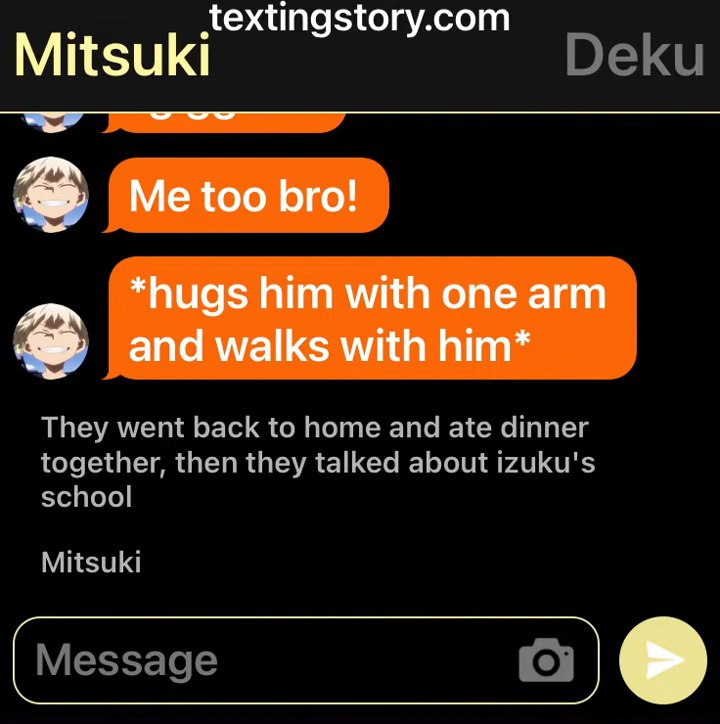 textingstory.com
Mitsuki
Deku
Me too bro!
*hugs him with one arm
and walks with him*
They went back to home and ate dinner
together, then they talked about izuku's
school
Mitsuki
Message